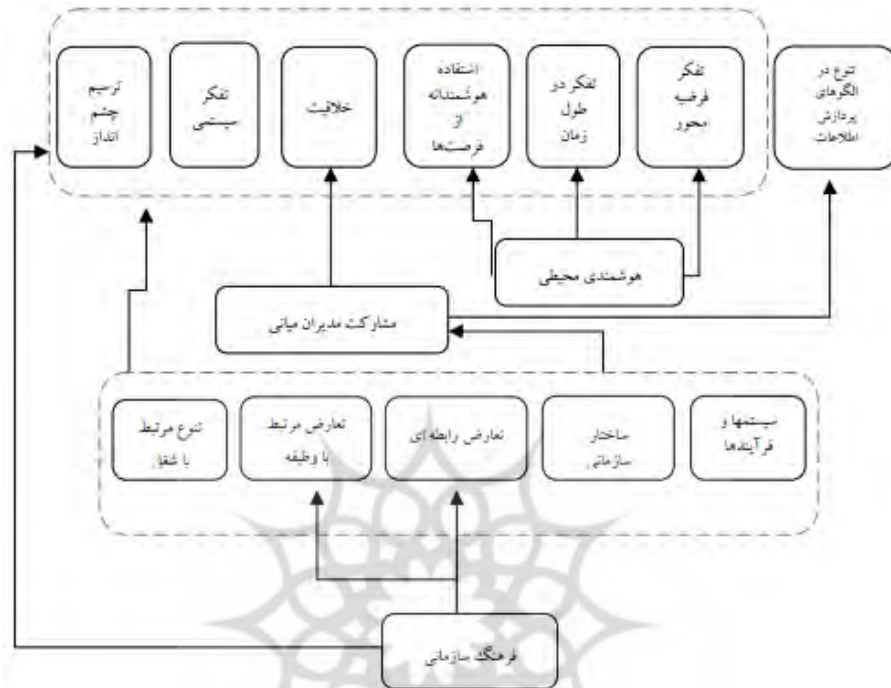 تنوع در
الگوهای
پردازش
اطلاعات
تفکر
فرضیه
محور
تفکر در
طول
زمان
استفاده
هوشمندانه
از
فرصت‌ها
خلاقیت
تفکر
سیستمی
ترسیم
چشم
انداز
هوشمندی محیطی
مشارکت مدیران میانی
سیستمها و
فرآیندها
ساختار
سازمانی
تعارض رابطه ای
تعارض مرتبط
با وظیفه
تنوع مرتبط
با شغل
فرهنگ سازمانی